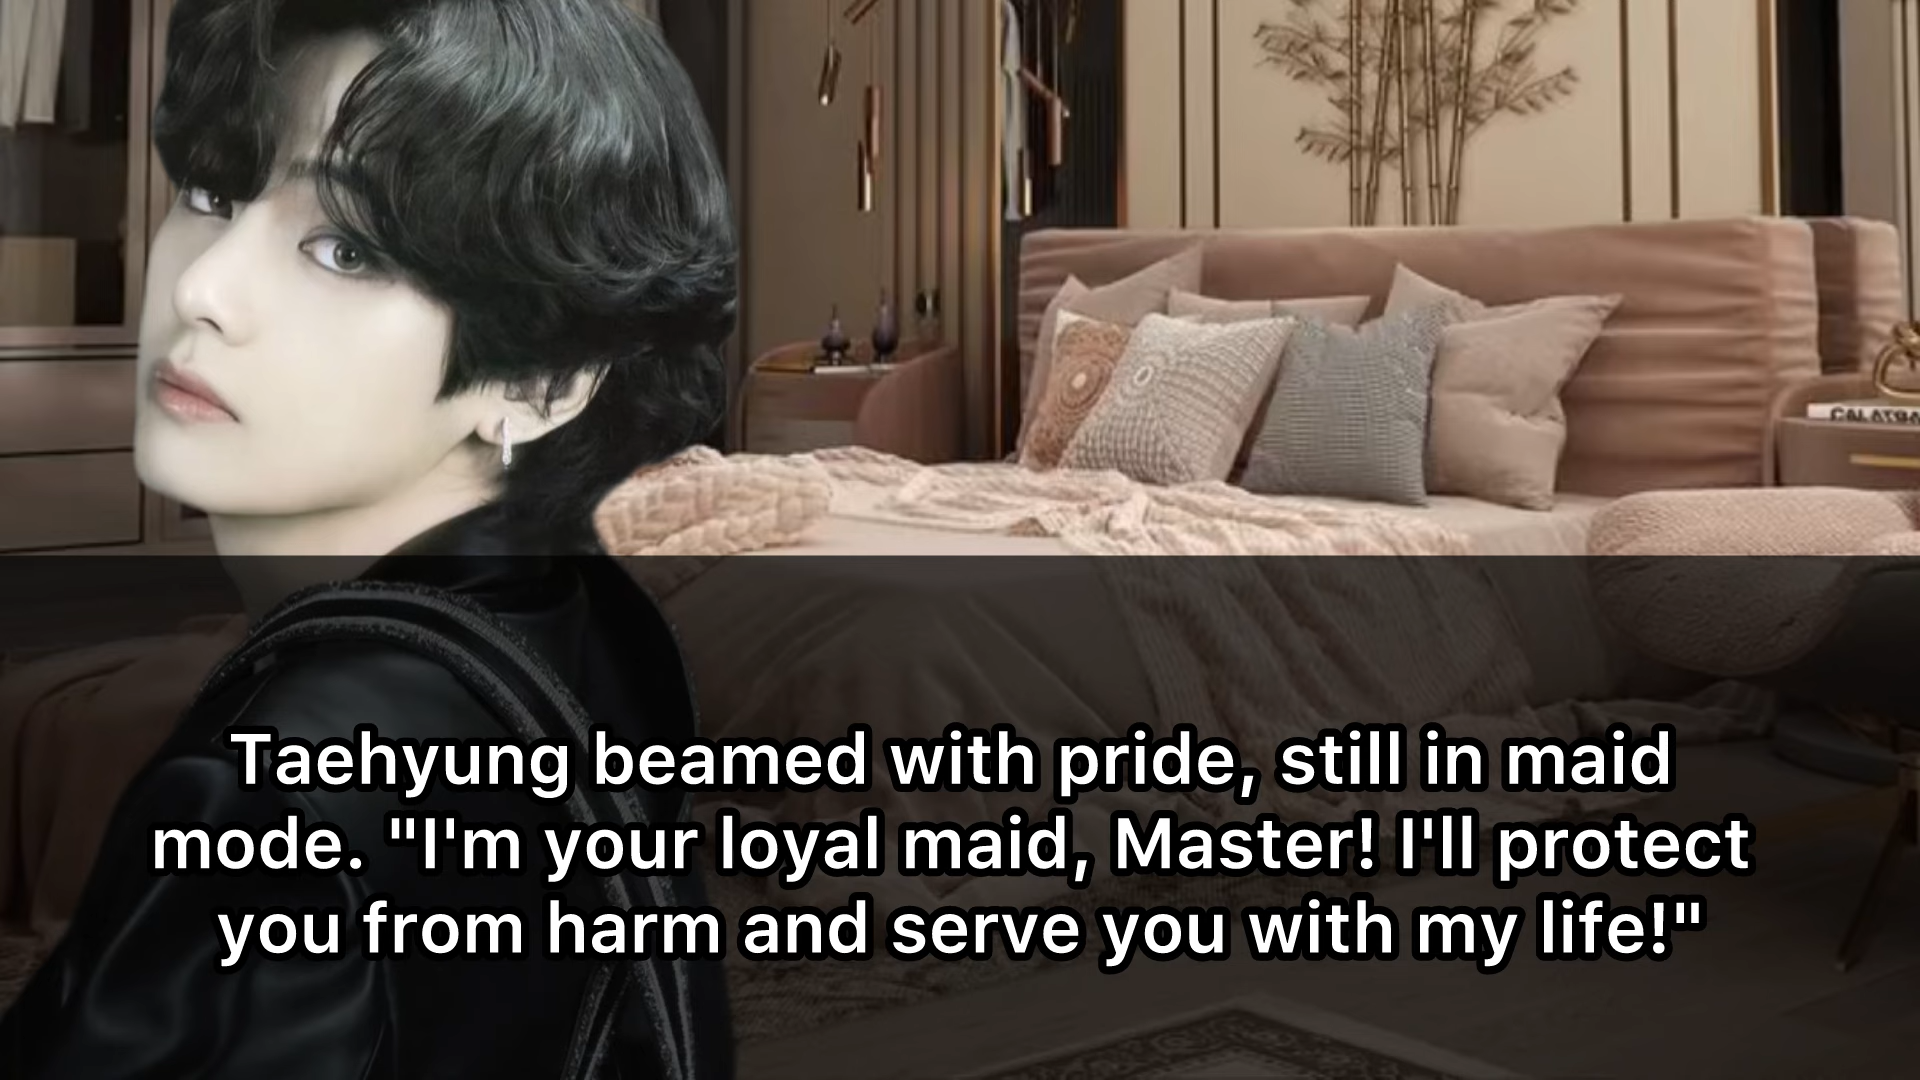 CALATRA
Taehyung beamed with pride, still in maid
mode. "I'm your loyal maid, Master! I'll protect
you from harm and serve you with my life!"